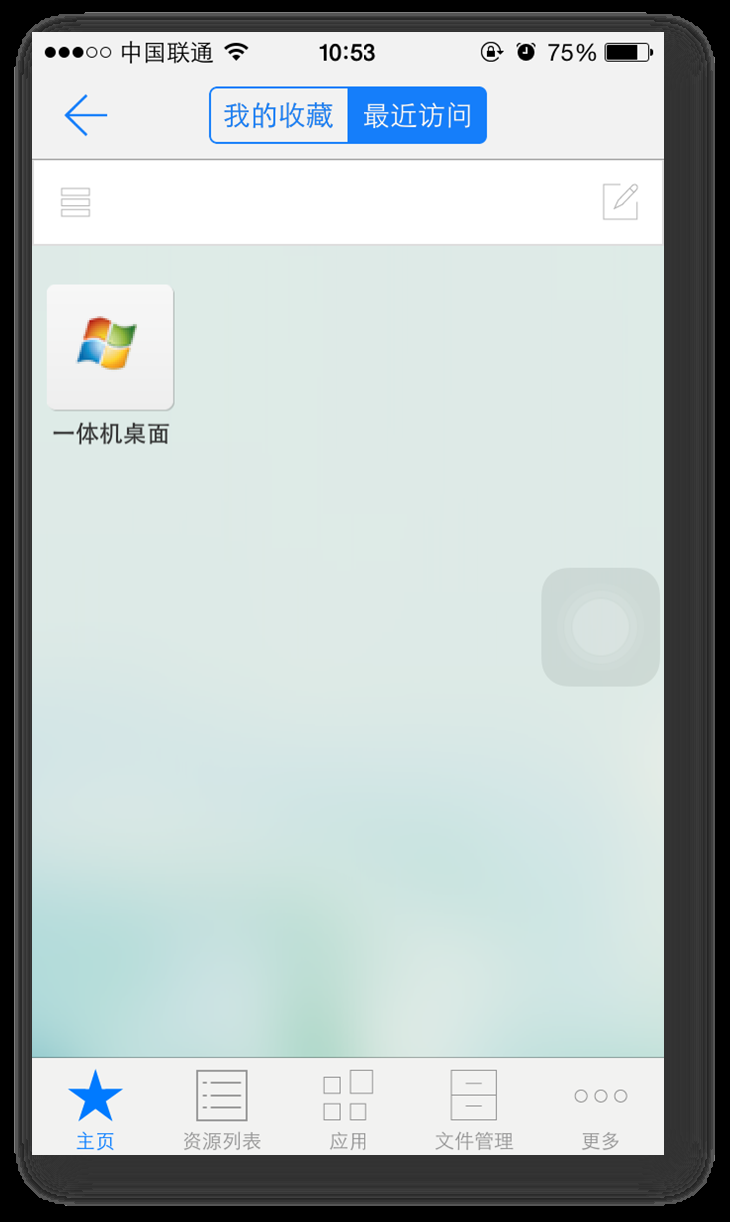 中国联通 10:53 75%
我的收藏 最近访问
一体机桌面
主页 资源列表 应用 文件管理 更多